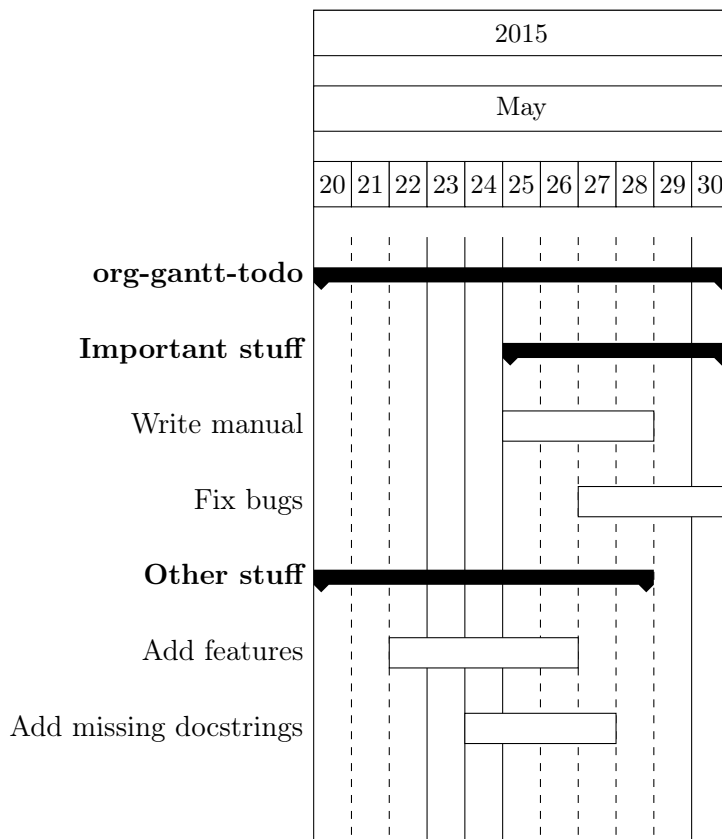 2015
May
20 21 22 23 24 25 26 27 28 29 30
org-gantt-todo
Important stuff
Write manual
Fix bugs
Other stuff
Add features
Add missing docstrings